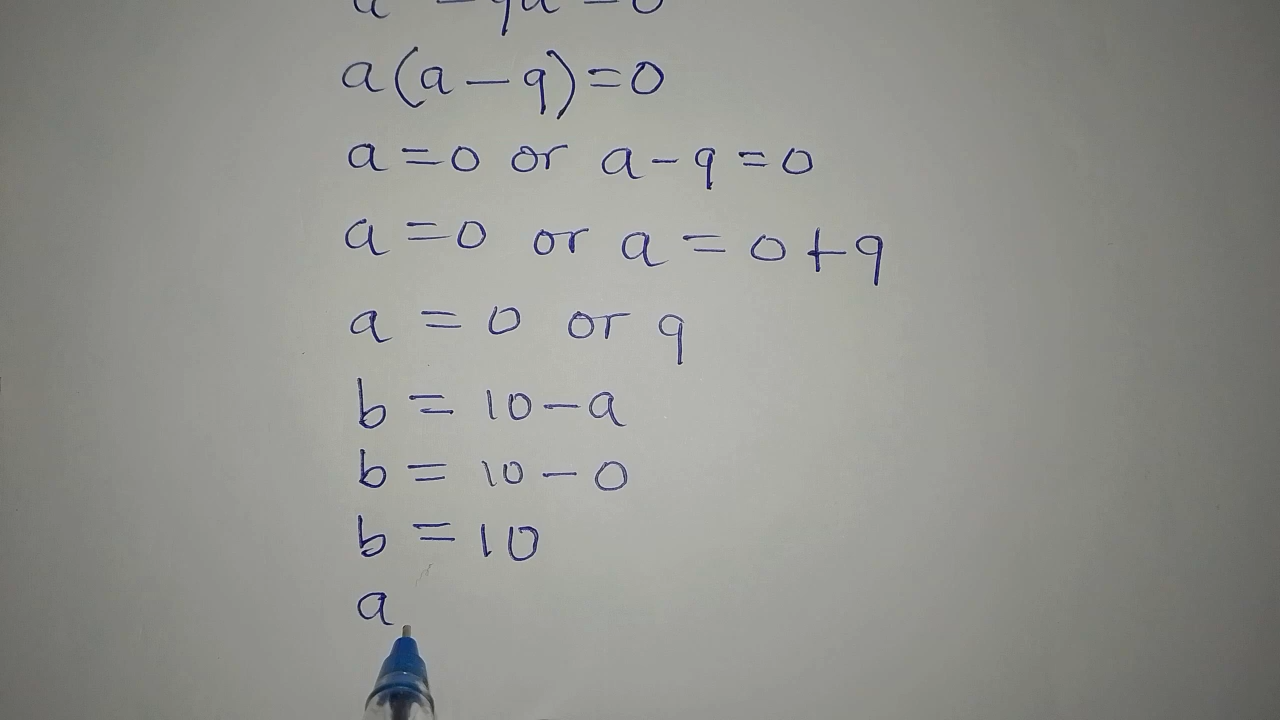 a(a-9)=0
a=0 or a-9=0
a=0 or a=0+9
a = 0 or 9
b = 10-a
b = 10-0
b = 10
a